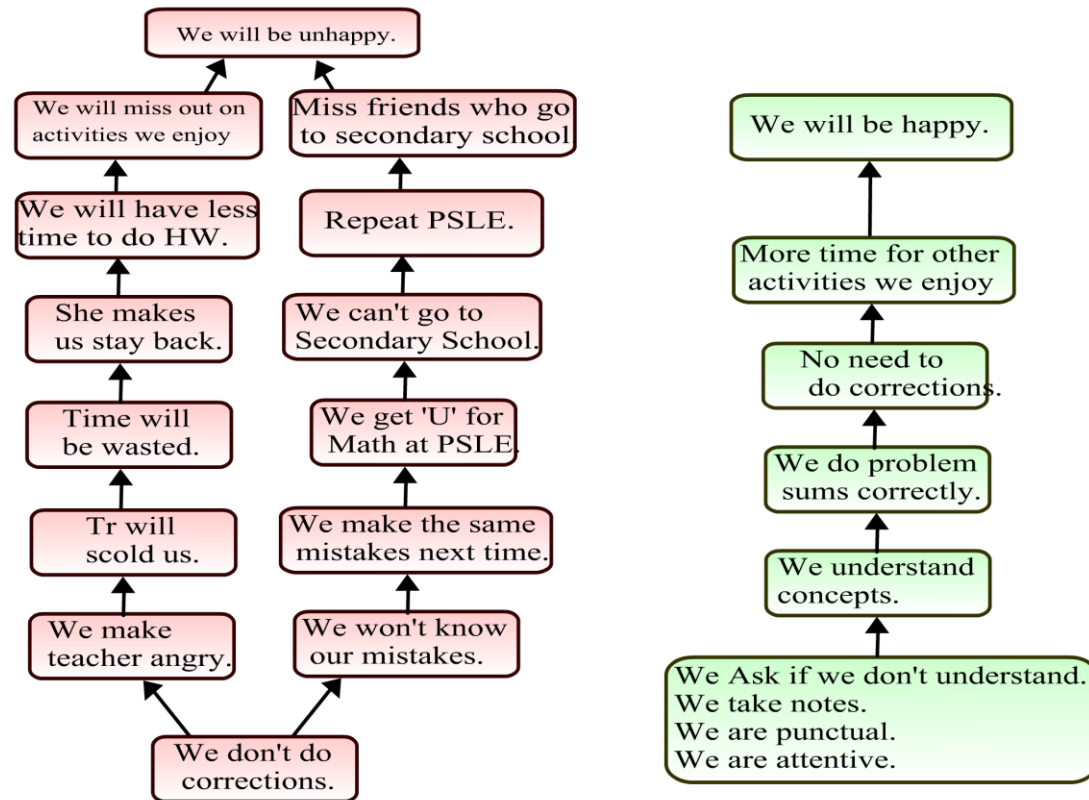 We will be unhappy.
We will miss out on
activities we enjoy
Miss friends who go
to secondary school
We will have less
time to do HW.
Repeat PSLE.
She makes
us stay back.
We can't go to
Secondary School.
Time will
be wasted.
We get 'U' for
Math at PSLE.
Tr will
scold us.
We make the same
mistakes next time.
We make
teacher angry.
We won't know
our mistakes.
We don't do
corrections.
We will be happy.
More time for other
activities we enjoy
No need to
do corrections.
We do problem
sums correctly.
We understand
concepts.
We Ask if we don't understand.
We take notes.
We are punctual.
We are attentive.